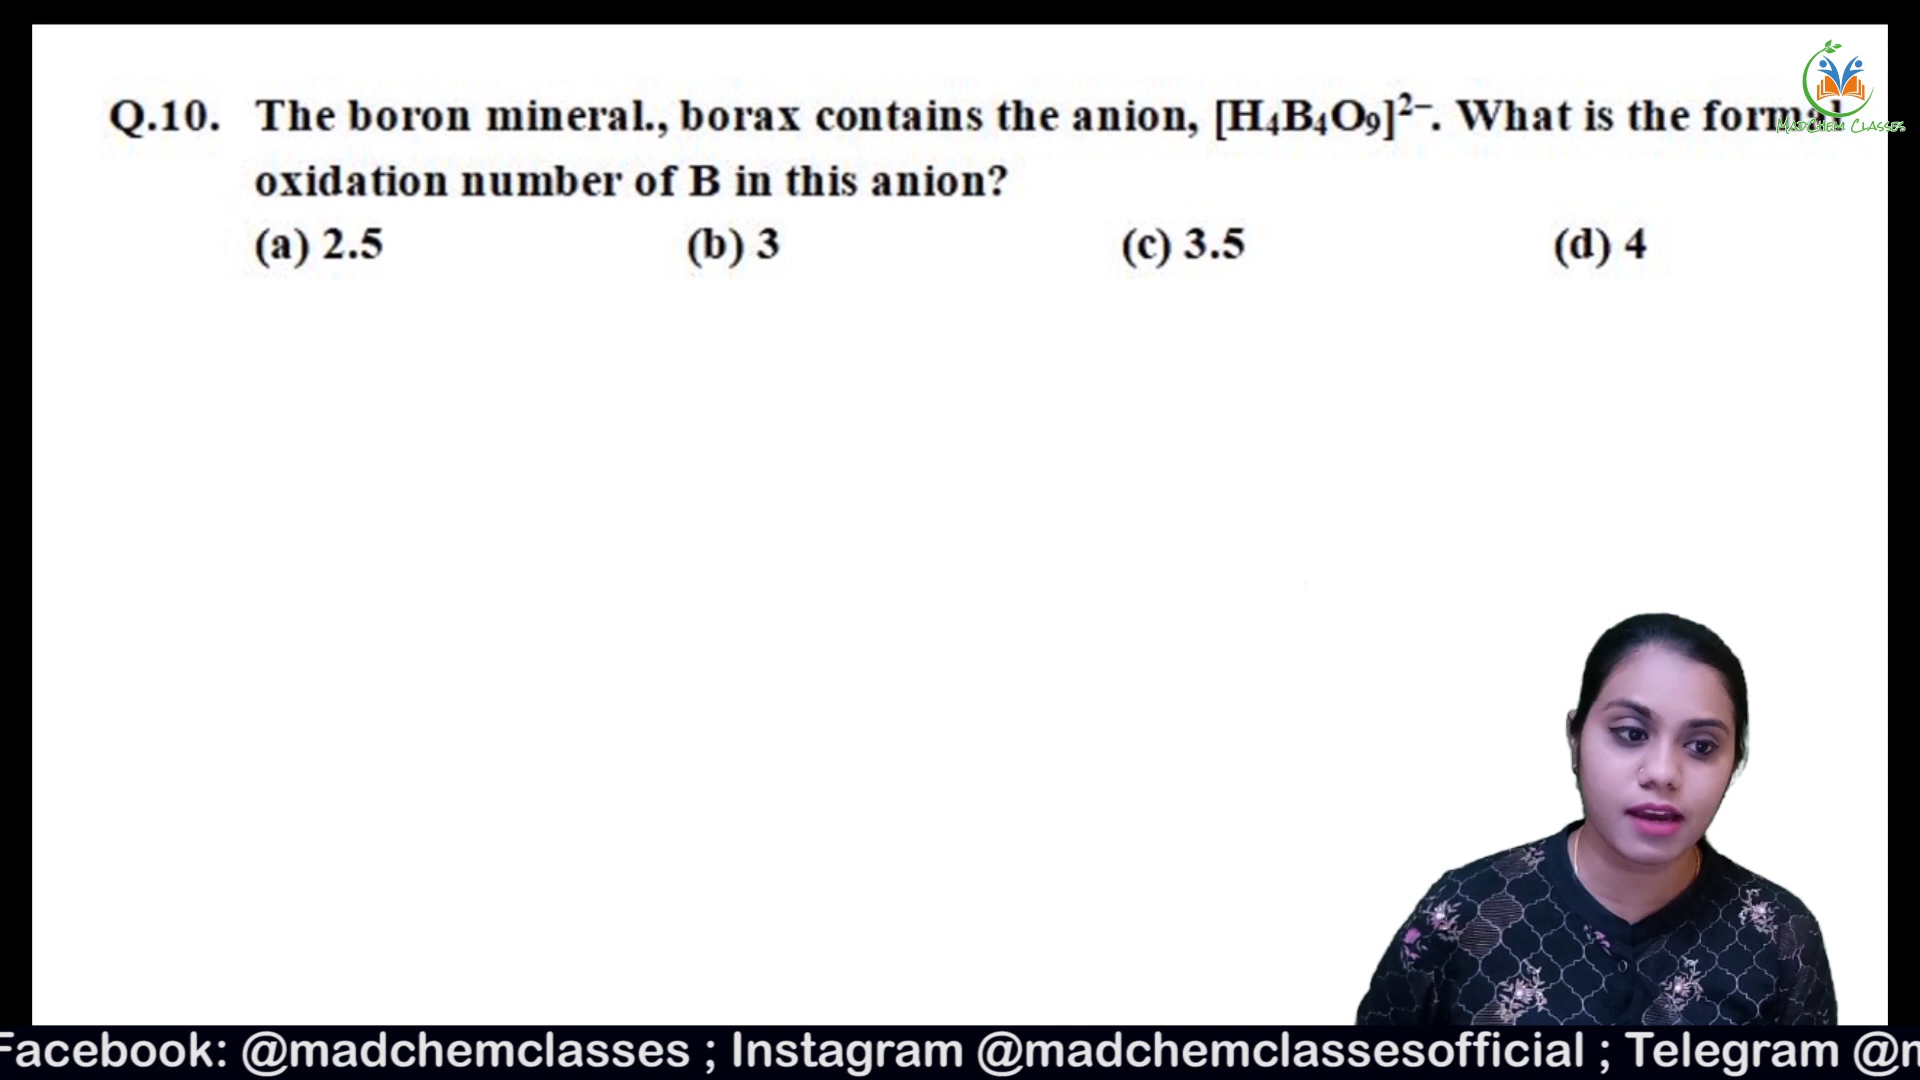 Q.10. The boron mineral., borax contains the anion, [H₄B₄O₉]²⁻. What is the formal
oxidation number of B in this anion?
(a) 2.5 (b) 3 (c) 3.5 (d) 4
MadChem Classes
Facebook: @madchemclasses ; Instagram @madchemclassesofficial ; Telegram @m